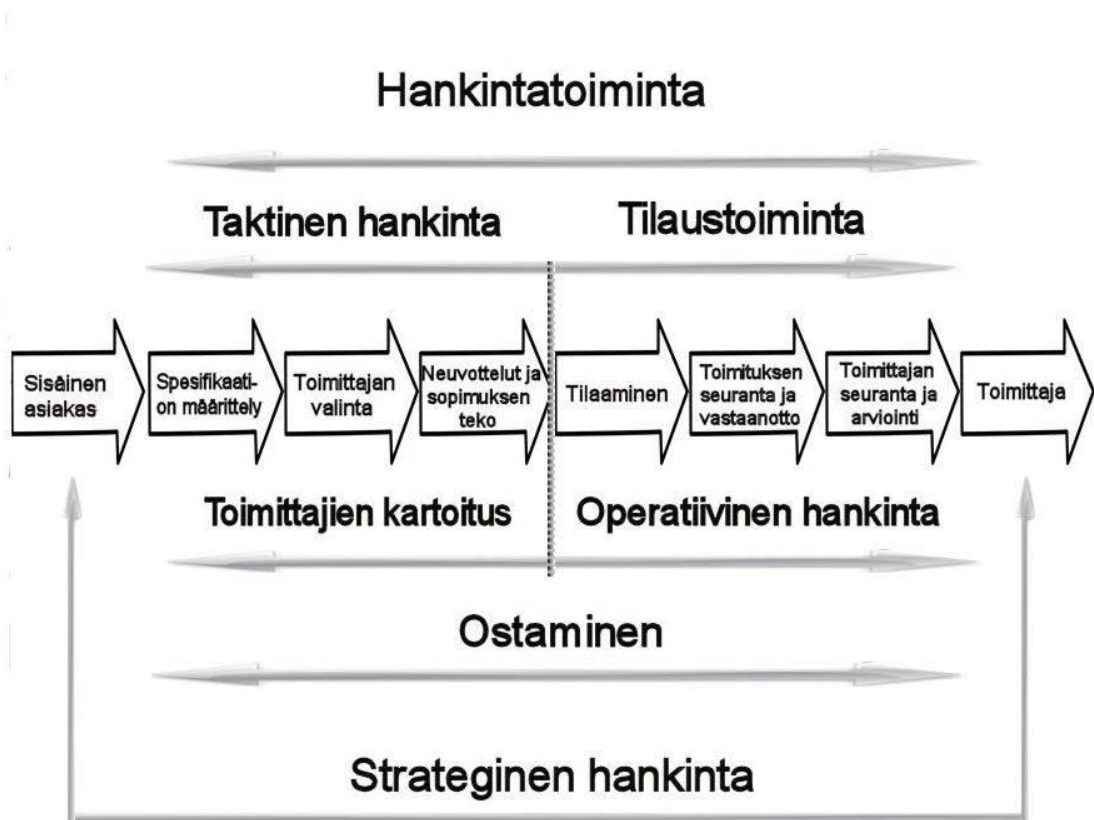 Hankintatoiminta
Taktinen hankinta
Tilaustoiminta
Sisäinen
asiakas
Spesifikaati-
on määrittely
Toimittajan
valinta
Neuvottelut ja
sopimuksen
teko
Tilaaminen
Toimituksen
seuranta ja
vastaanotto
Toimittajan
seuranta ja
arviointi
Toimittaja
Toimittajien kartoitus
Operatiivinen hankinta
Ostaminen
Strateginen hankinta